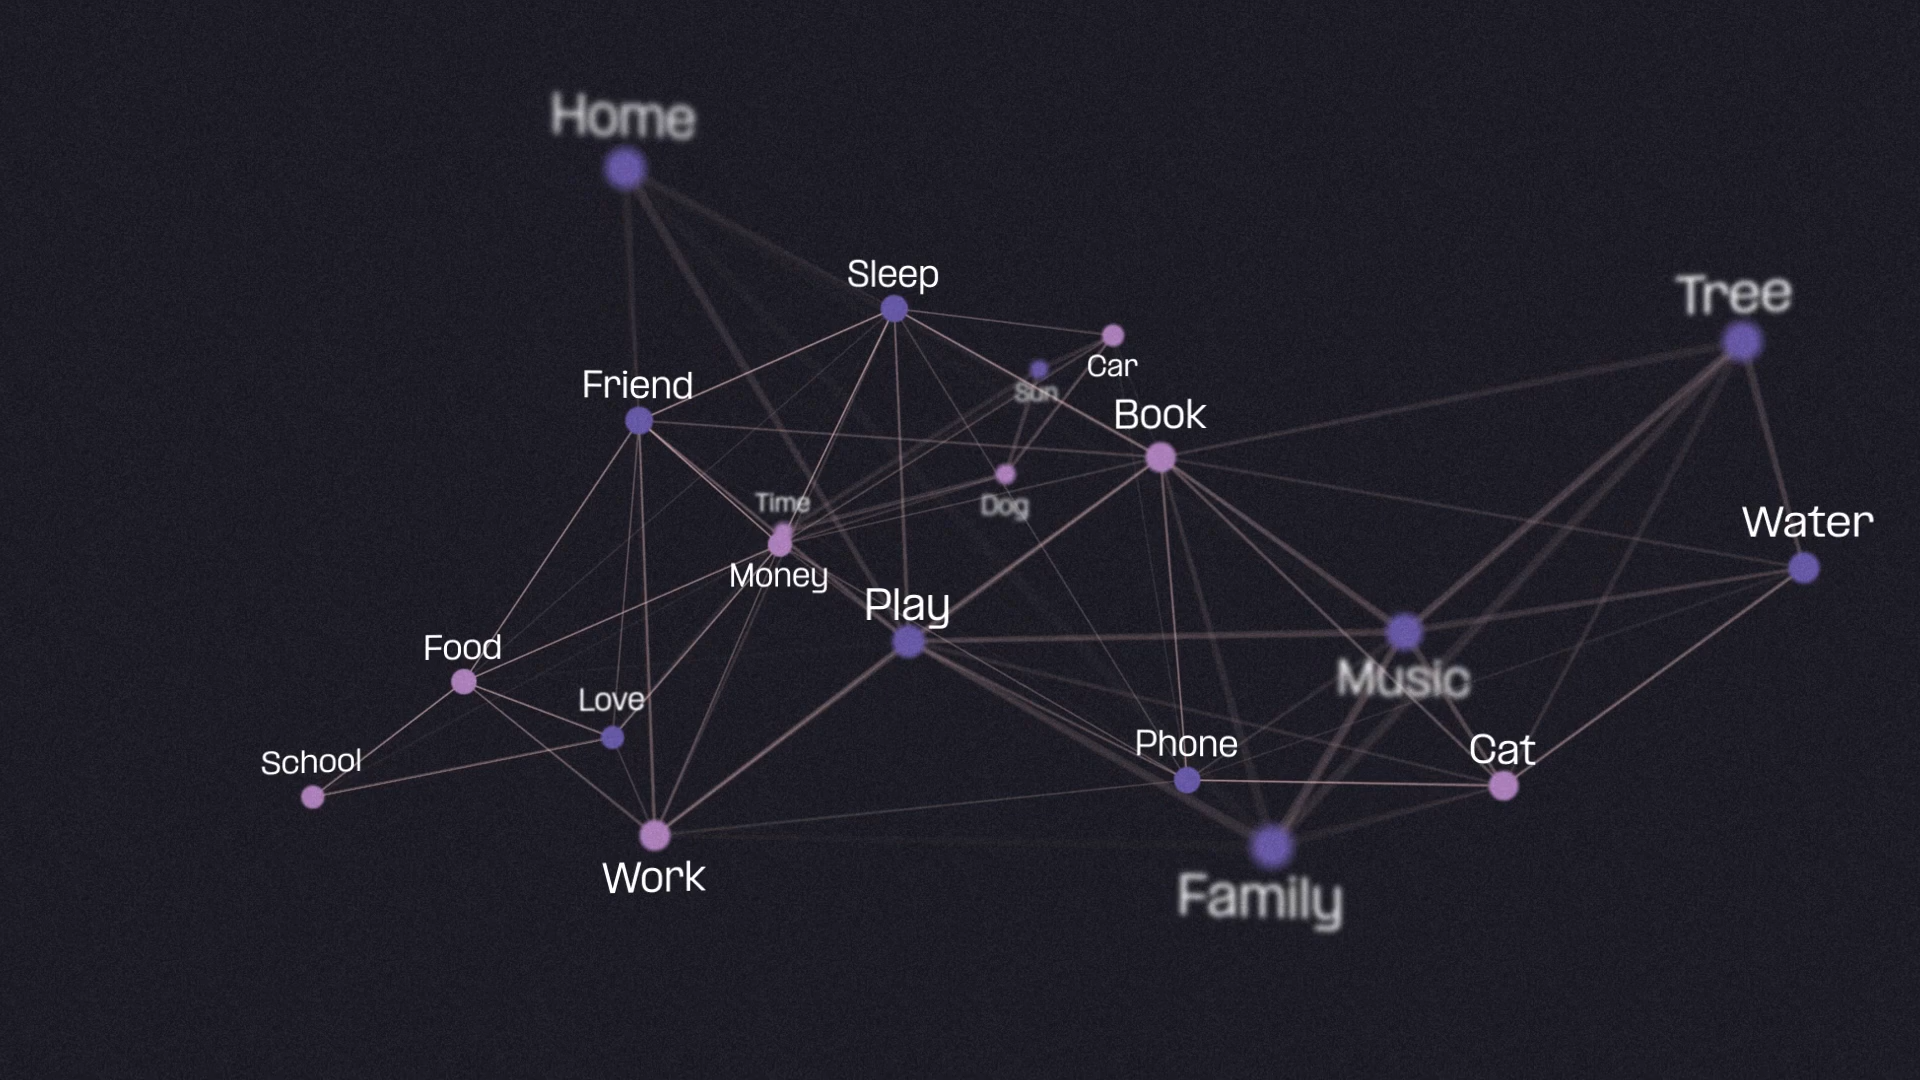 Home
Sleep
Tree
Car
Friend
Sun
Book
Time
Dog
Water
Money
Play
Food
Music
Love
Phone
Cat
School
Work
Family